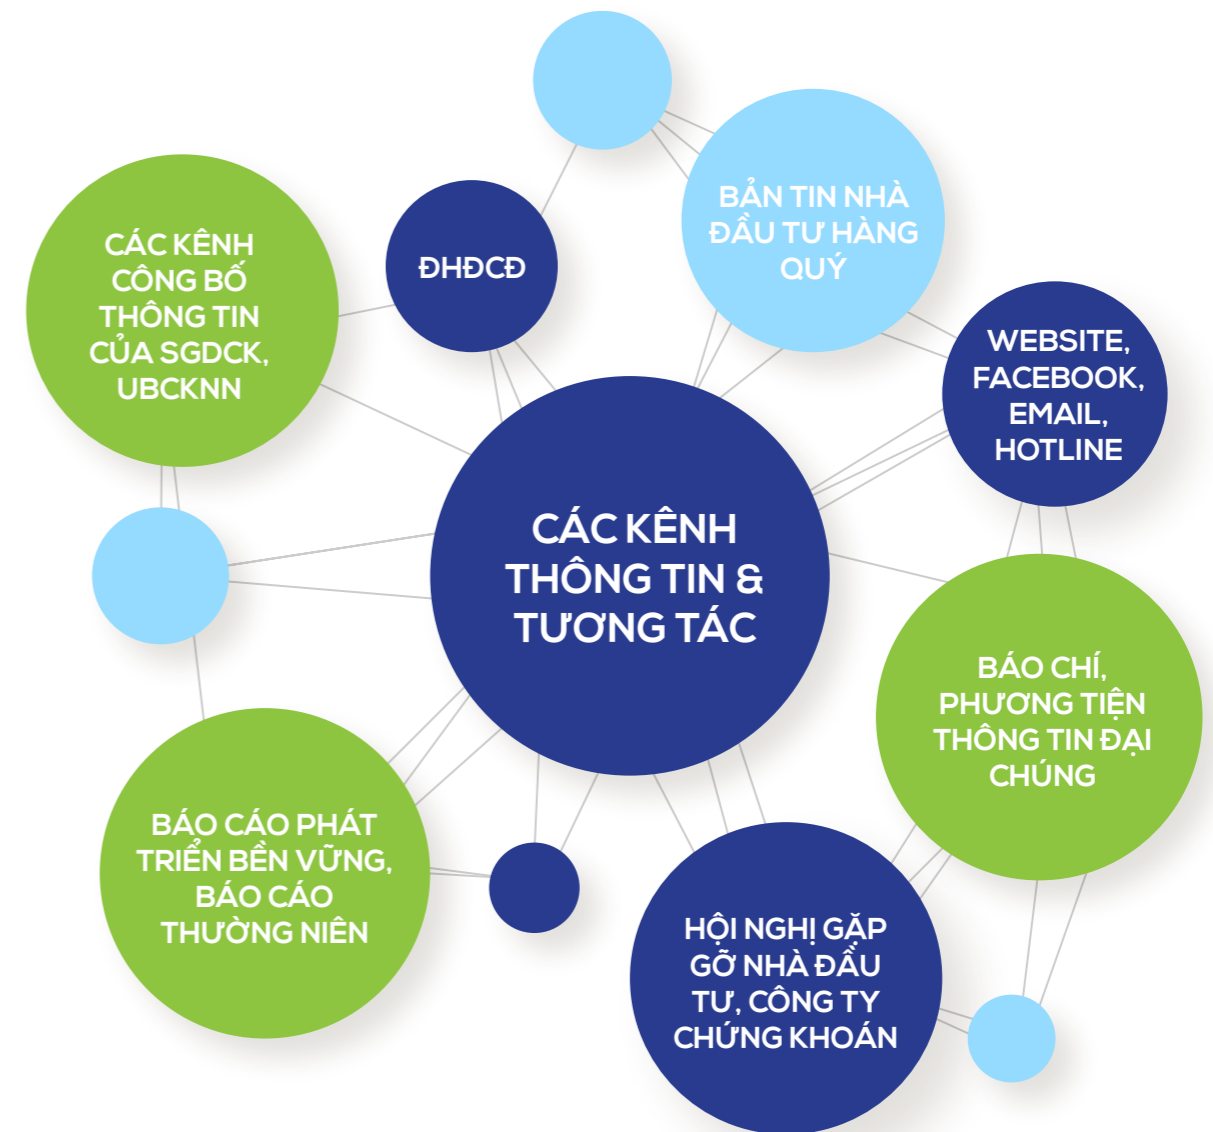 CÁC KÊNH
CÔNG BỐ
THÔNG TIN
CỦA SGDCK,
UBCKNN
ĐHĐCĐ
BẢN TIN NHÀ
ĐẦU TƯ HÀNG
QUÝ
WEBSITE,
FACEBOOK,
EMAIL,
HOTLINE
CÁC KÊNH
THÔNG TIN &
TƯƠNG TÁC
BÁO CHÍ,
PHƯƠNG TIỆN
THÔNG TIN ĐẠI
CHÚNG
BÁO CÁO PHÁT
TRIỂN BỀN VỮNG,
BÁO CÁO
THƯỜNG NIÊN
HỘI NGHỊ GẶP
GỠ NHÀ ĐẦU
TƯ, CÔNG TY
CHỨNG KHOÁN